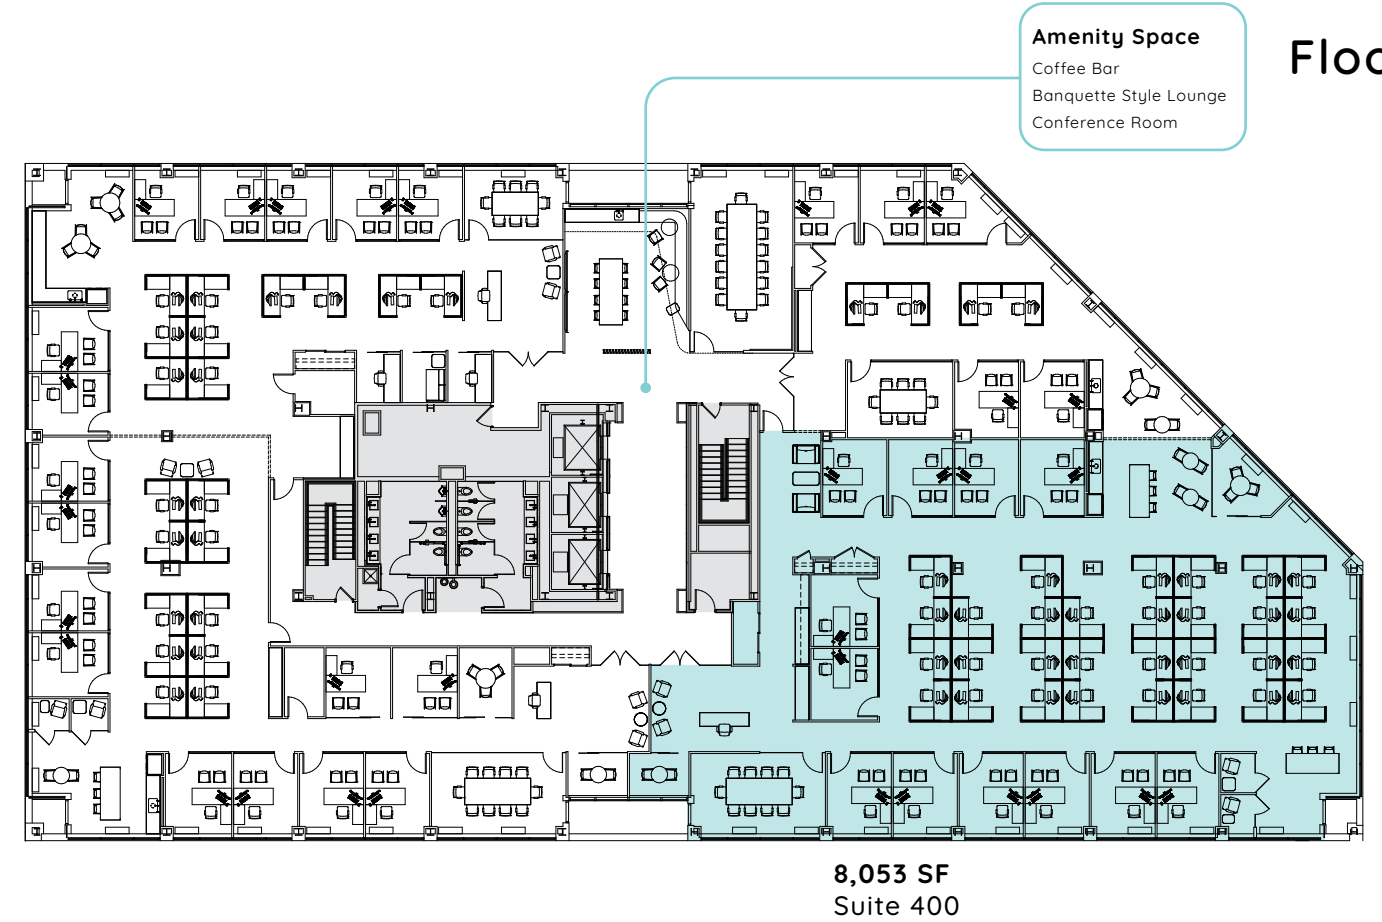 Amenity Space
Coffee Bar
Banquette Style Lounge
Conference Room
Floo
8,053 SF
Suite 400